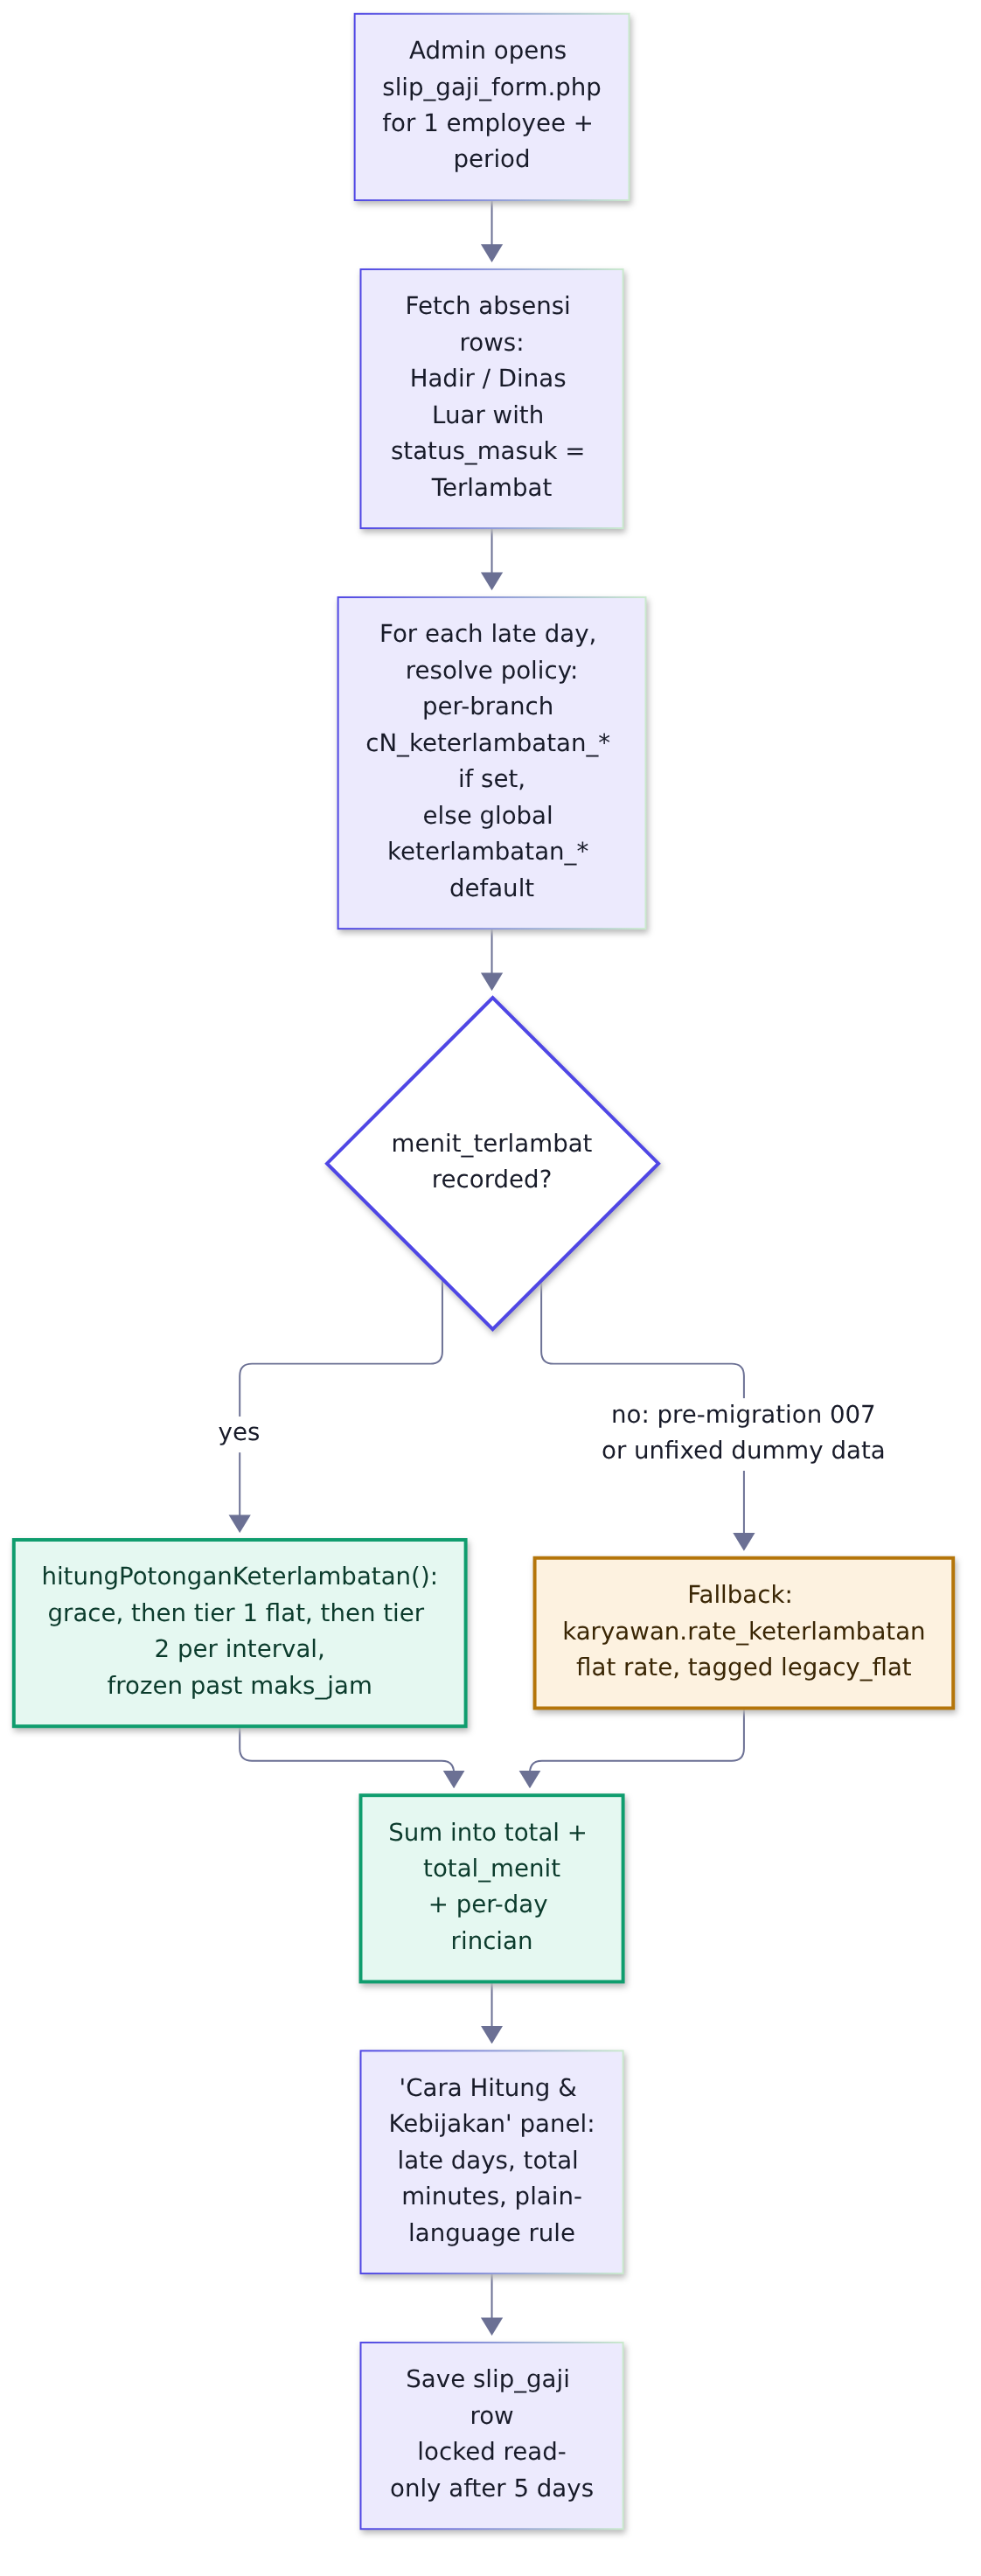 Admin opens
slip_gaji_form.php
for 1 employee +
period
Fetch absensi
rows:
Hadir / Dinas
Luar with
status_masuk =
Terlambat
For each late day,
resolve policy:
per-branch
cN_keterlambatan_*
if set,
else global
keterlambatan_*
default
menit_terlambat
recorded?
yes
no: pre-migration 007
or unfixed dummy data
hitungPotonganKeterlambatan():
grace, then tier 1 flat, then tier
2 per interval,
frozen past maks_jam
Fallback:
karyawan.rate_keterlambatan
flat rate, tagged legacy_flat
Sum into total +
total_menit
+ per-day
rincian
'Cara Hitung &
Kebijakan' panel:
late days, total
minutes, plain-
language rule
Save slip_gaji
row
locked read-
only after 5 days